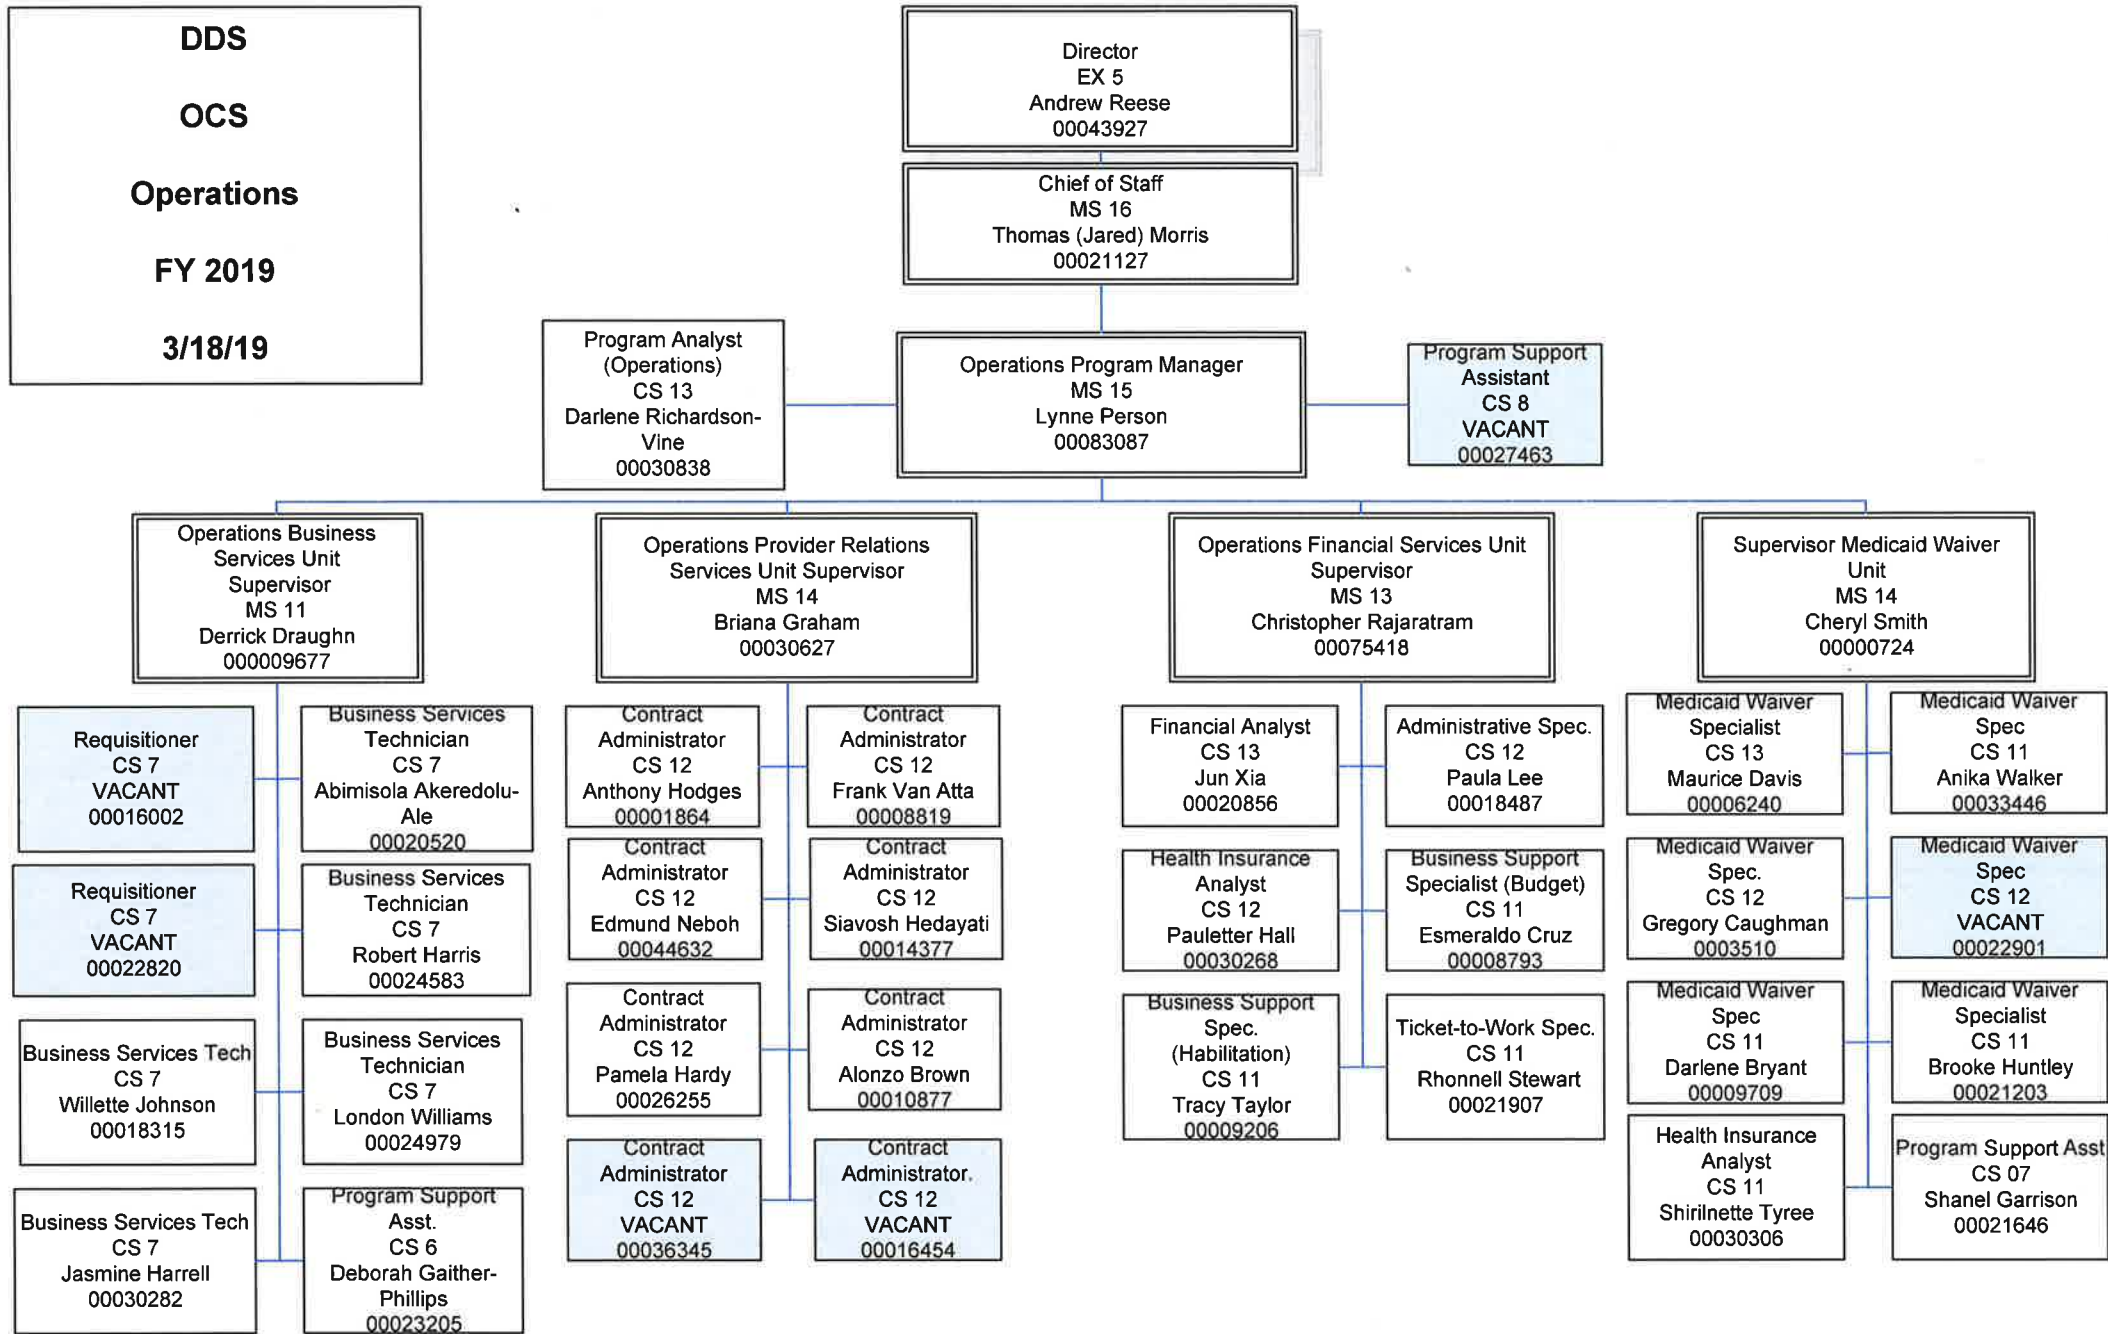 DDS
OCS
Operations
FY 2019
3/18/19
Director
EX 5
Andrew Reese
00043927
Chief of Staff
MS 16
Thomas (Jared) Morris
00021127
Program Analyst
(Operations)
CS 13
Darlene Richardson-
Vine
00030838
Operations Program Manager
MS 15
Lynne Person
00083087
Program Support
Assistant
CS 8
VACANT
00027463
Operations Business
Services Unit
Supervisor
MS 11
Derrick Draughn
000009677
Operations Provider Relations
Services Unit Supervisor
MS 14
Briana Graham
00030627
Operations Financial Services Unit
Supervisor
MS 13
Christopher Rajaratram
00075418
Supervisor Medicaid Waiver
Unit
MS 14
Cheryl Smith
00000724
Requisitioner
CS 7
VACANT
00016002
Business Services
Technician
CS 7
Abimisola Akeredolu-
Ale
00020520
Requisitioner
CS 7
VACANT
00022820
Business Services
Technician
CS 7
Robert Harris
00024583
Business Services Tech
CS 7
Willette Johnson
00018315
Business Services
Technician
CS 7
London Williams
00024979
Business Services Tech
CS 7
Jasmine Harrell
00030282
Program Support
Asst.
CS 6
Deborah Gaither-
Phillips
00023205
Contract
Administrator
CS 12
Anthony Hodges
00001864
Contract
Administrator
CS 12
Frank Van Atta
00008819
Contract
Administrator
CS 12
Edmund Neboh
00044632
Contract
Administrator
CS 12
Siavosh Hedayati
00014377
Contract
Administrator
CS 12
Pamela Hardy
00026255
Contract
Administrator
CS 12
Alonzo Brown
00010877
Contract
Administrator
CS 12
VACANT
00036345
Contract
Administrator.
CS 12
VACANT
00016454
Financial Analyst
CS 13
Jun Xia
00020856
Administrative Spec.
CS 12
Paula Lee
00018487
Health Insurance
Analyst
CS 12
Pauletter Hall
00030268
Business Support
Specialist (Budget)
CS 11
Esmeraldo Cruz
00008793
Business Support
Spec.
(Habilitation)
CS 11
Tracy Taylor
00009206
Ticket-to-Work Spec.
CS 11
Rhonnell Stewart
00021907
Medicaid Waiver
Specialist
CS 13
Maurice Davis
00006240
Medicaid Waiver
Spec
CS 11
Anika Walker
00033446
Medicaid Waiver
Spec.
CS 12
Gregory Caughman
0003510
Medicaid Waiver
Spec
CS 12
VACANT
00022901
Medicaid Waiver
Spec
CS 11
Darlene Bryant
00009709
Medicaid Waiver
Specialist
CS 11
Brooke Huntley
00021203
Health Insurance
Analyst
CS 11
Shirilnette Tyree
00030306
Program Support Asst
CS 07
Shanel Garrison
00021646